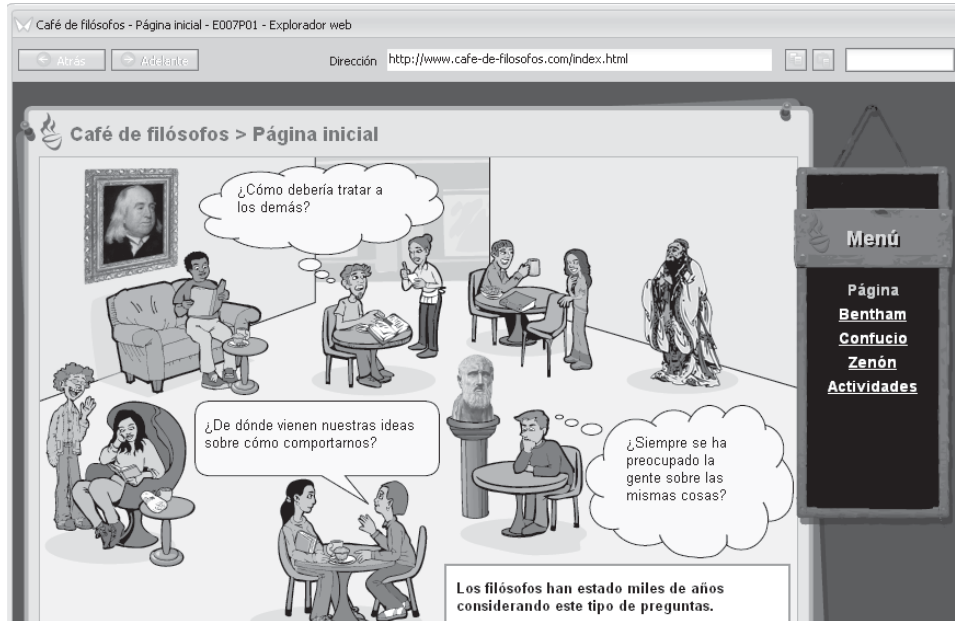 Café de filósofos - Página inicial - E007P01 - Explorador web
Atrás
Adelante
Dirección
http://www.cafe-de-filosofos.com/index.html
Café de filósofos > Página inicial
¿Cómo debería tratar a
los demás?
Menú
Página
Bentham
Confucio
Zenón
Actividades
¿De dónde vienen nuestras ideas
sobre cómo comportarnos?
¿Siempre se ha
preocupado la
gente sobre las
mismas cosas?
Los filósofos han estado miles de años
considerando este tipo de preguntas.